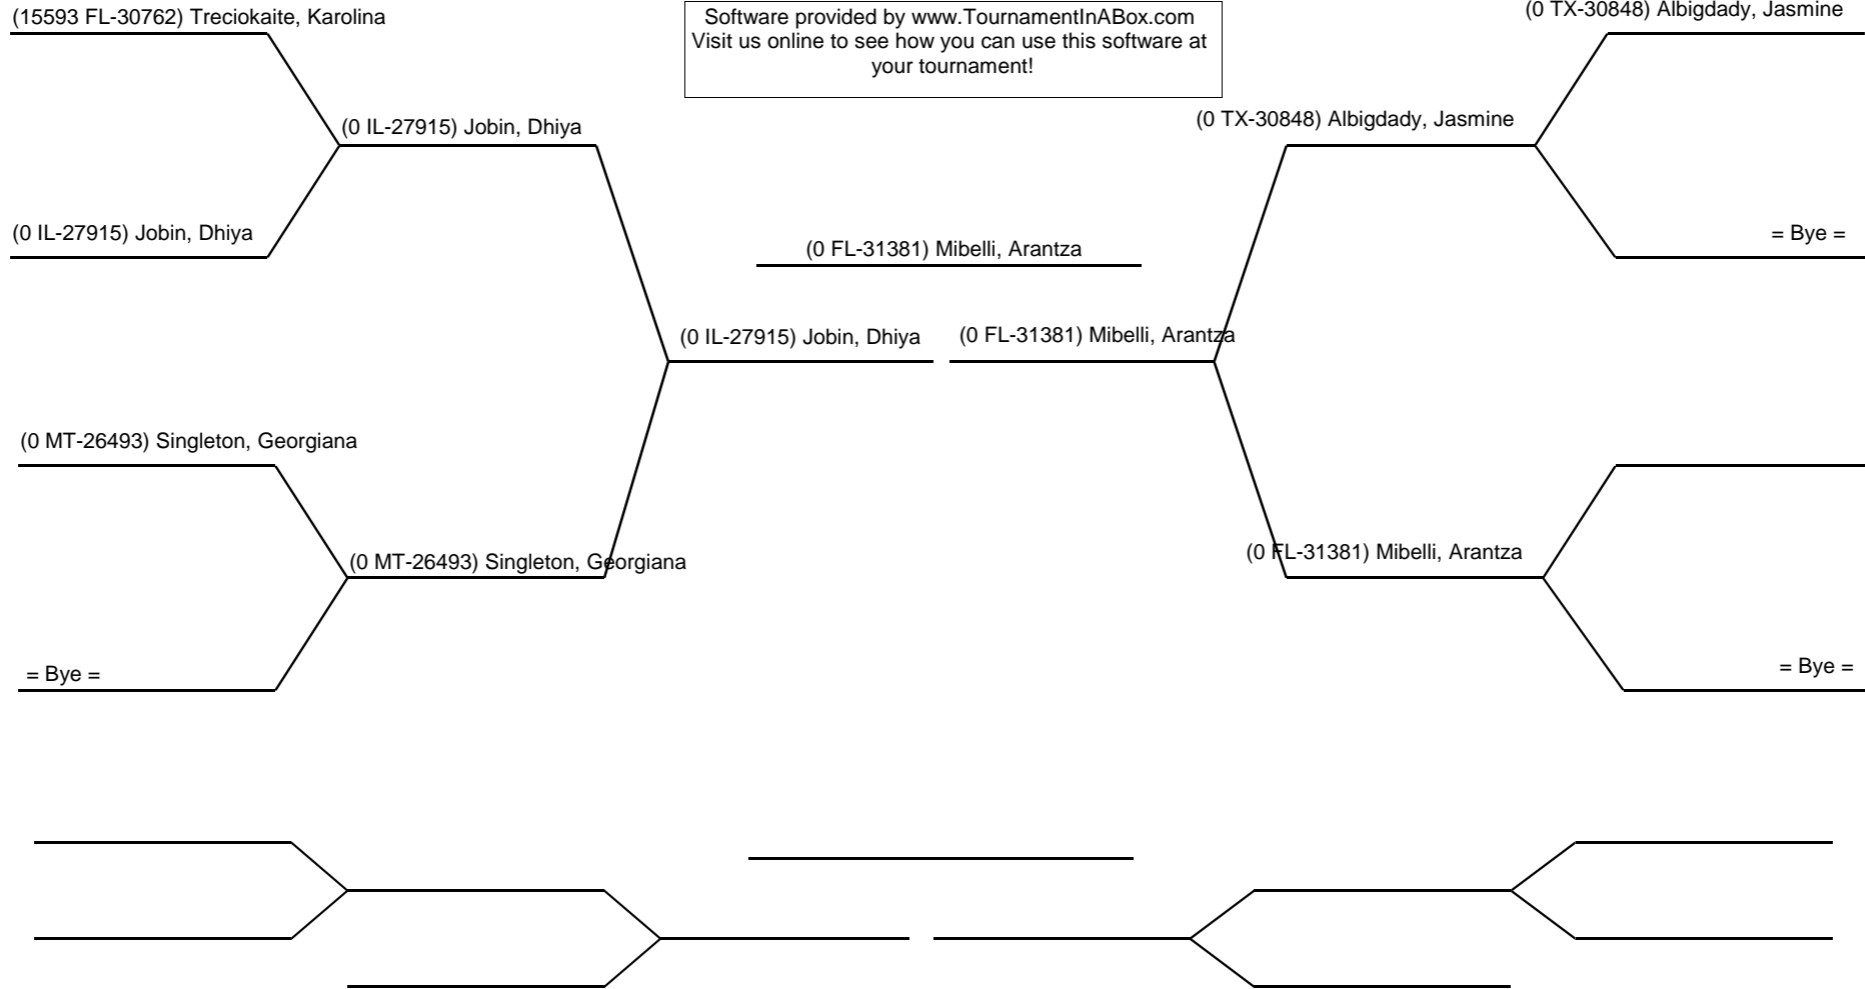 (15593 FL-30762) Treciokaite, Karolina
Software provided by www.TournamentInABox.com
Visit us online to see how you can use this software at
your tournament!
(0 TX-30848) Albigdady, Jasmine
(0 IL-27915) Jobin, Dhiya
(0 TX-30848) Albigdady, Jasmine
(0 IL-27915) Jobin, Dhiya
(0 FL-31381) Mibelli, Arantza
= Bye =
(0 IL-27915) Jobin, Dhiya
(0 FL-31381) Mibelli, Arantza
(0 MT-26493) Singleton, Georgiana
(0 MT-26493) Singleton, Georgiana
(0 FL-31381) Mibelli, Arantza
= Bye =
= Bye =